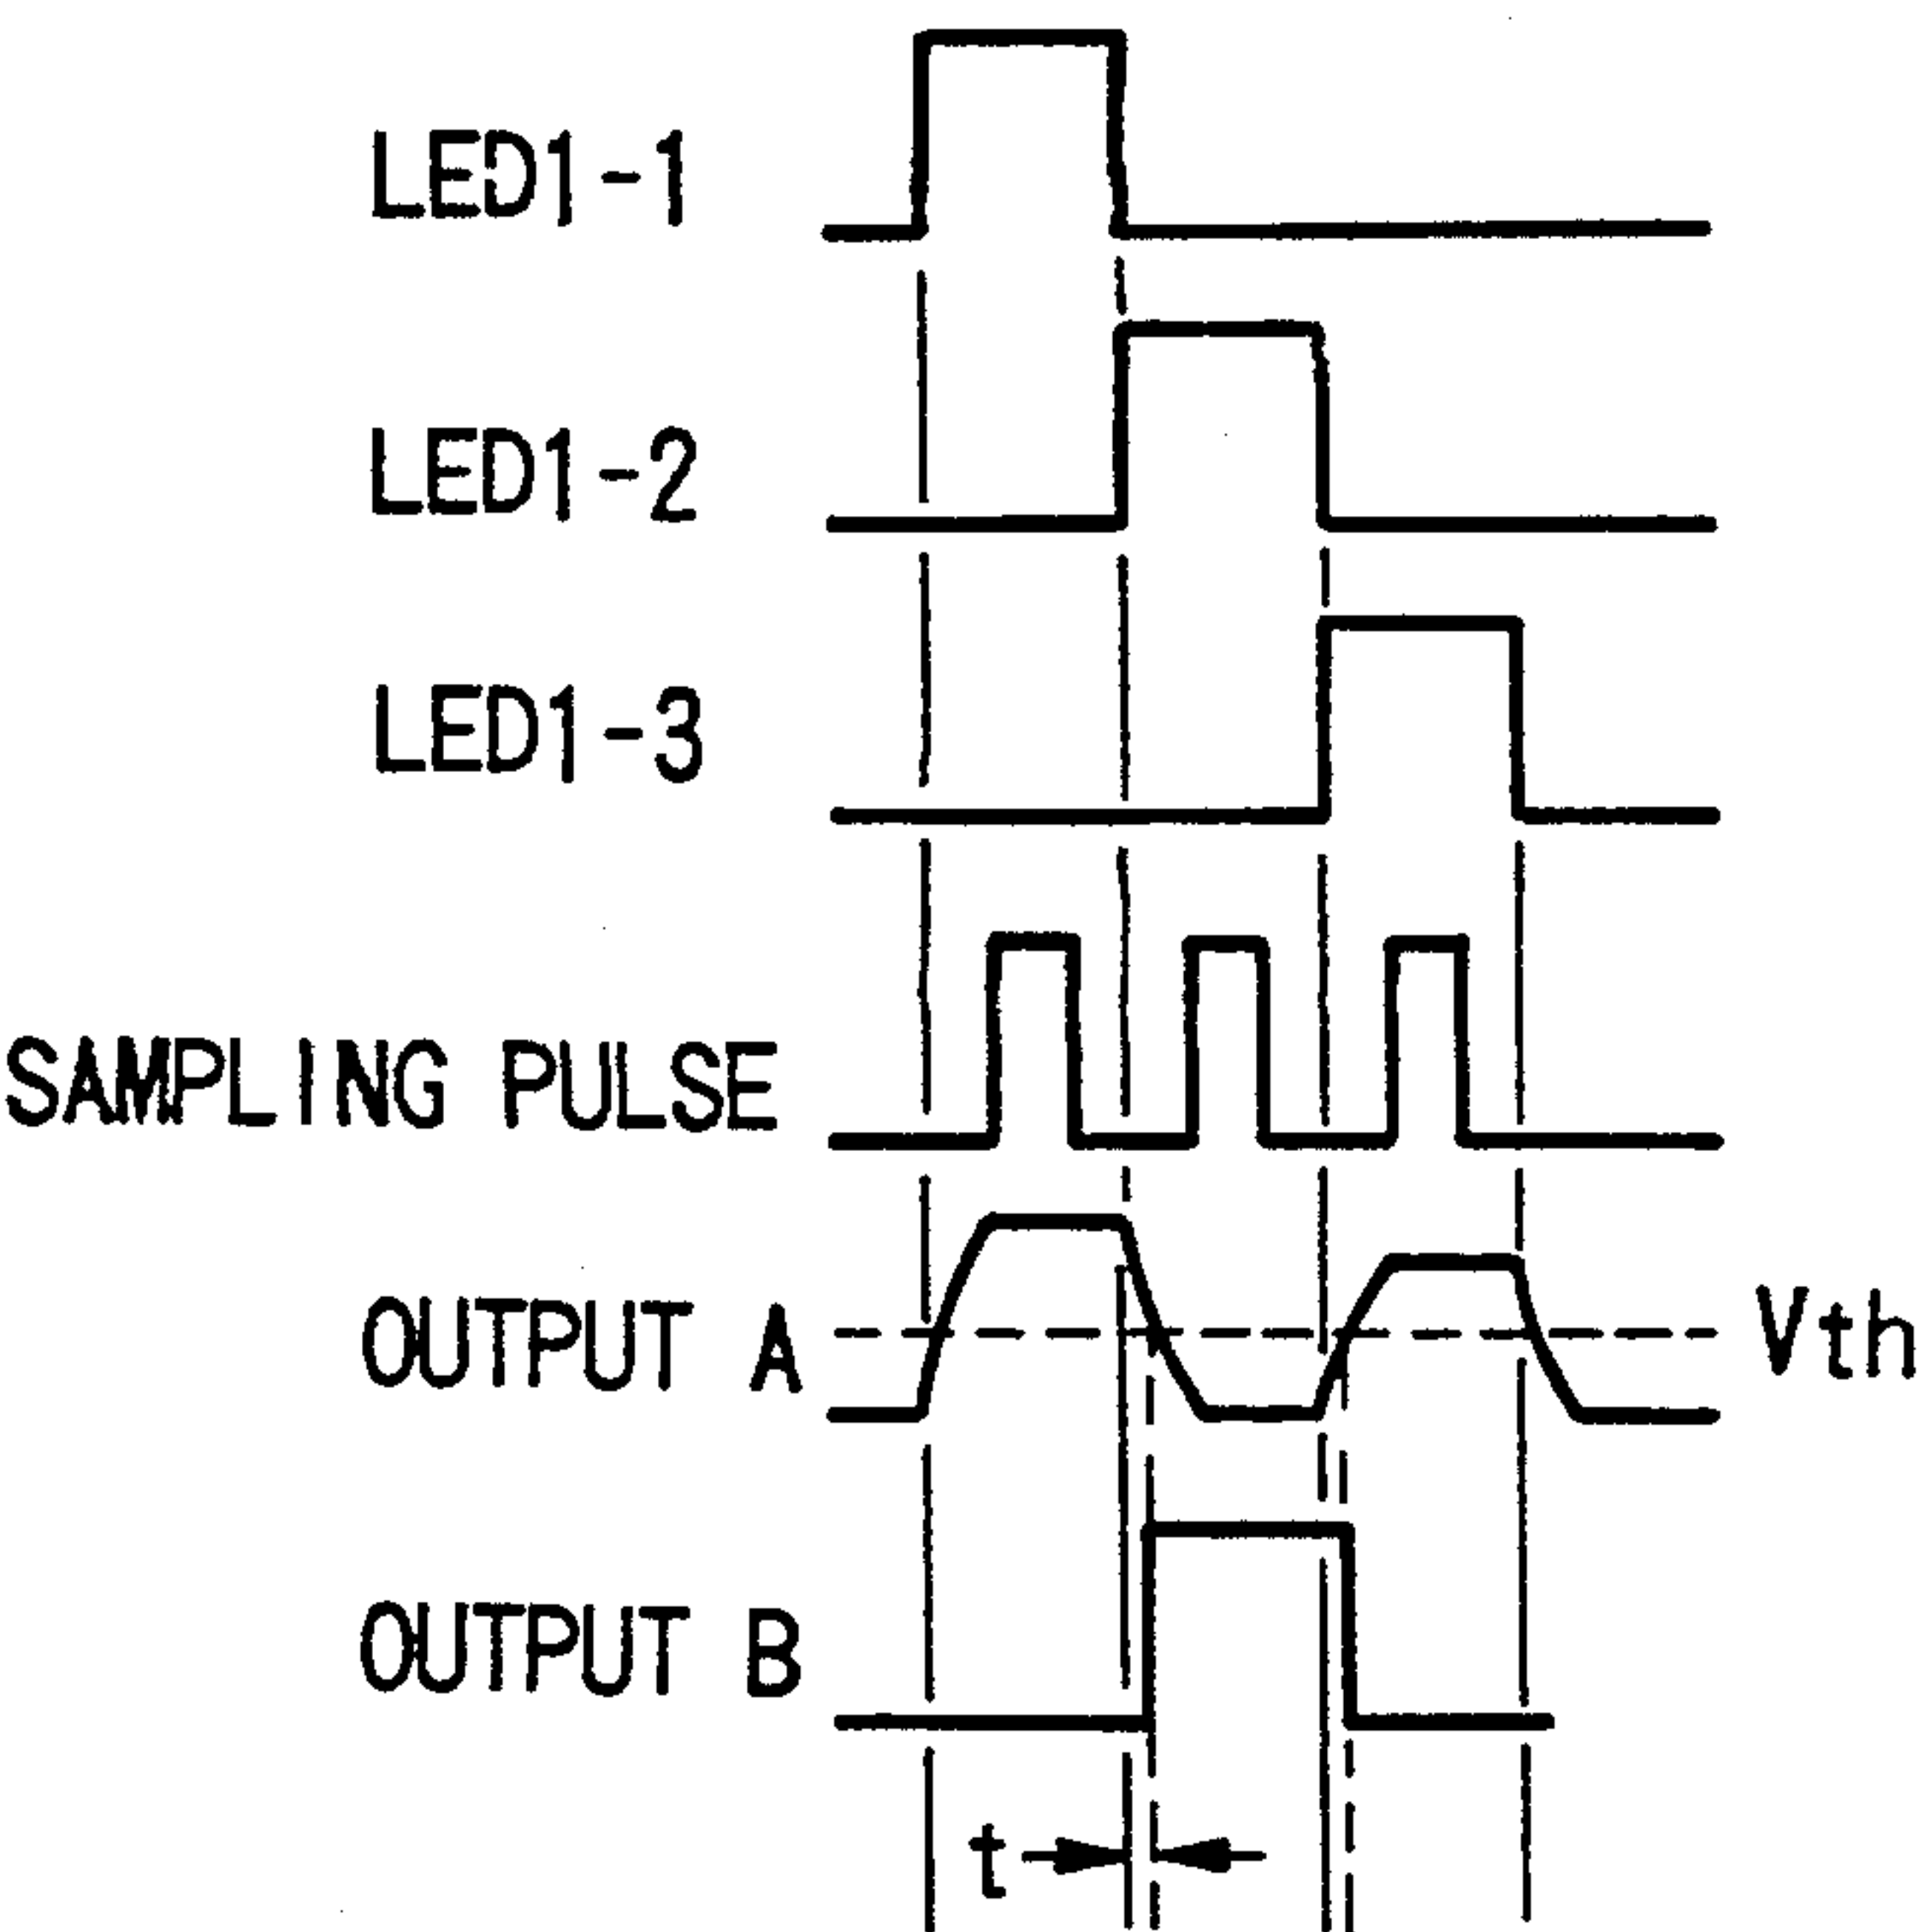 LED1-1
LED1-2
LED1-3
SAMPLING PULSE
OUTPUT A
Vth
OUTPUT B
t